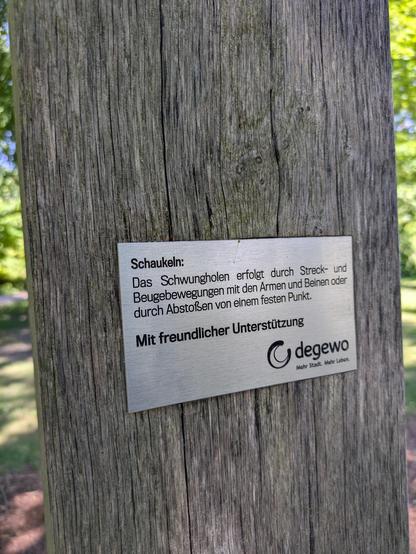 Schaukeln:
Das Schwungholen erfolgt durch Streck- und
Beugebewegungen mit den Armen und Beinen oder
durch Abstoßen von einem festen Punkt.
Mit freundlicher Unterstützung
degewo
Mehr Stadt. Mehr Leben.